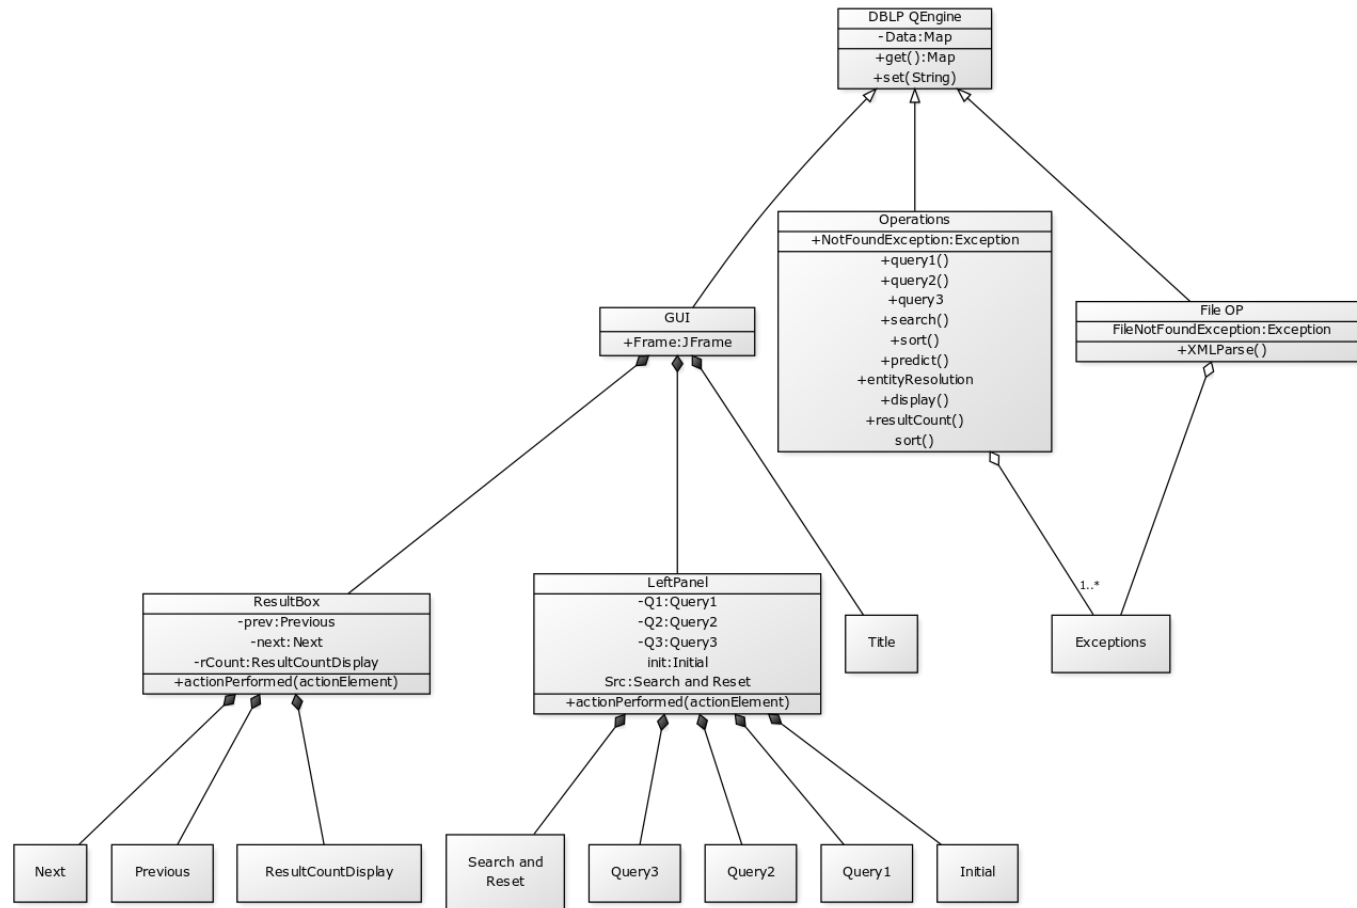 DBLP QEngine
-Data:Map
+get():Map
+set(String)
Operations
+NotFoundException:Exception
+query1()
+query2()
+query3
+search()
+sort()
+predict()
+entityResolution
+display()
+resultCount()
sort()
GUI
+Frame:JFrame
File OP
FileNotFoundException:Exception
+XMLParse()
ResultBox
-prev:Previous
-next:Next
-rCount:ResultCountDisplay
+actionPerformed(actionElement)
LeftPanel
-Q1:Query1
-Q2:Query2
-Q3:Query3
init:Initial
Src:Search and Reset
+actionPerformed(actionElement)
Title
1..*
Exceptions
Next
Previous
ResultCountDisplay
Search and
Reset
Query3
Query2
Query1
Initial